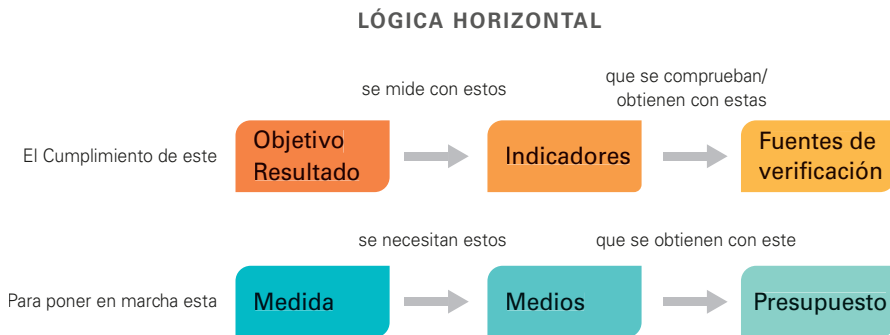 LÓGICA HORIZONTAL
se mide con estos
que se comprueban/
obtienen con estas
El Cumplimiento de este
Objetivo
Resultado
Indicadores
Fuentes de
verificación
se necesitan estos
que se obtienen con este
Para poner en marcha esta
Medida
Medios
Presupuesto